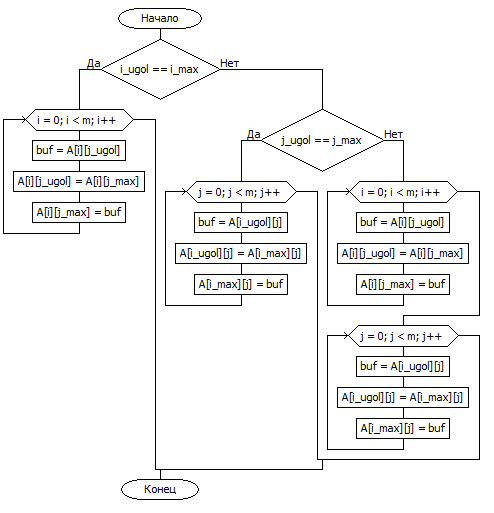 Начало
i_ugol == i_max
Да
Нет
i = 0; i < m; i++
buf = A[i][j_ugol]
A[i][j_ugol] = A[i][j_max]
A[i][j_max] = buf
j_ugol == j_max
Да
Нет
j = 0; j < m; j++
buf = A[i_ugol][j]
A[i_ugol][j] = A[i_max][j]
A[i_max][j] = buf
i = 0; i < m; i++
buf = A[i][j_ugol]
A[i][j_ugol] = A[i][j_max]
A[i][j_max] = buf
j = 0; j < m; j++
buf = A[i_ugol][j]
A[i_ugol][j] = A[i_max][j]
A[i_max][j] = buf
Конец